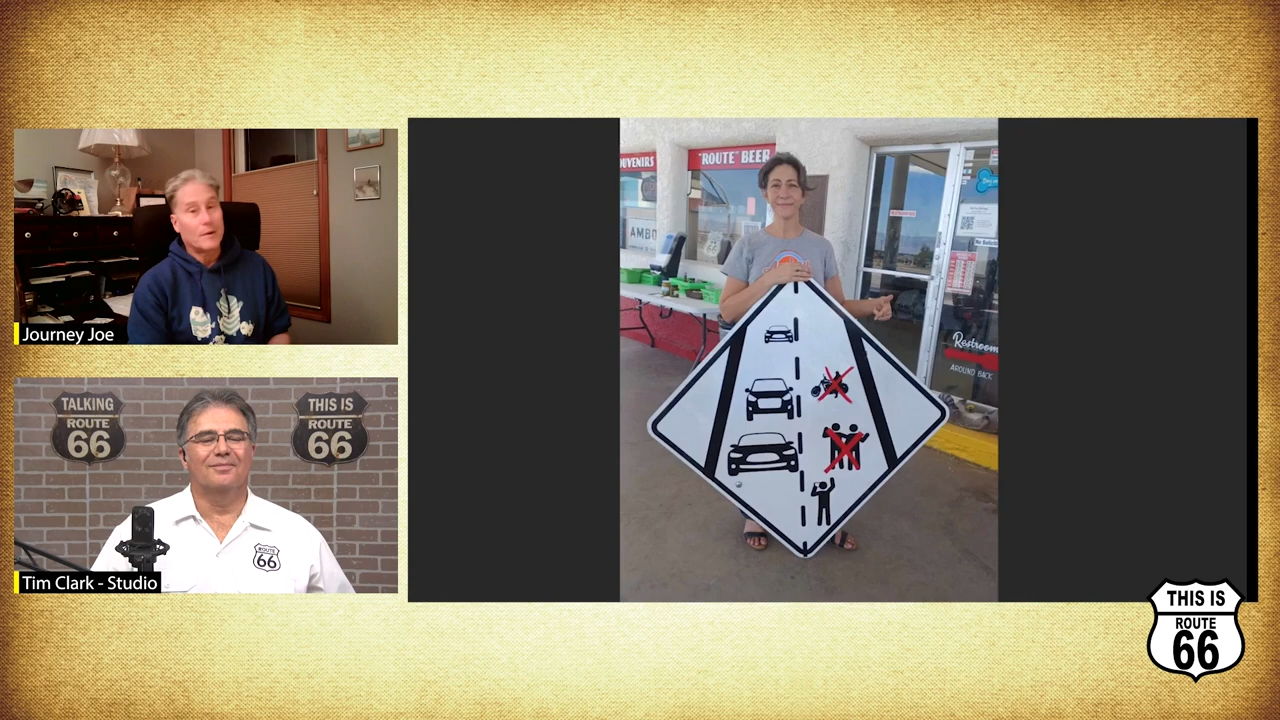 Journey Joe
TALKING
ROUTE
66
THIS IS
ROUTE
66
ROUTE
66
Tim Clark - Studio
"ROUTE" BEER
AMBO
Restroom
AROUND BACK
THIS IS
ROUTE
66